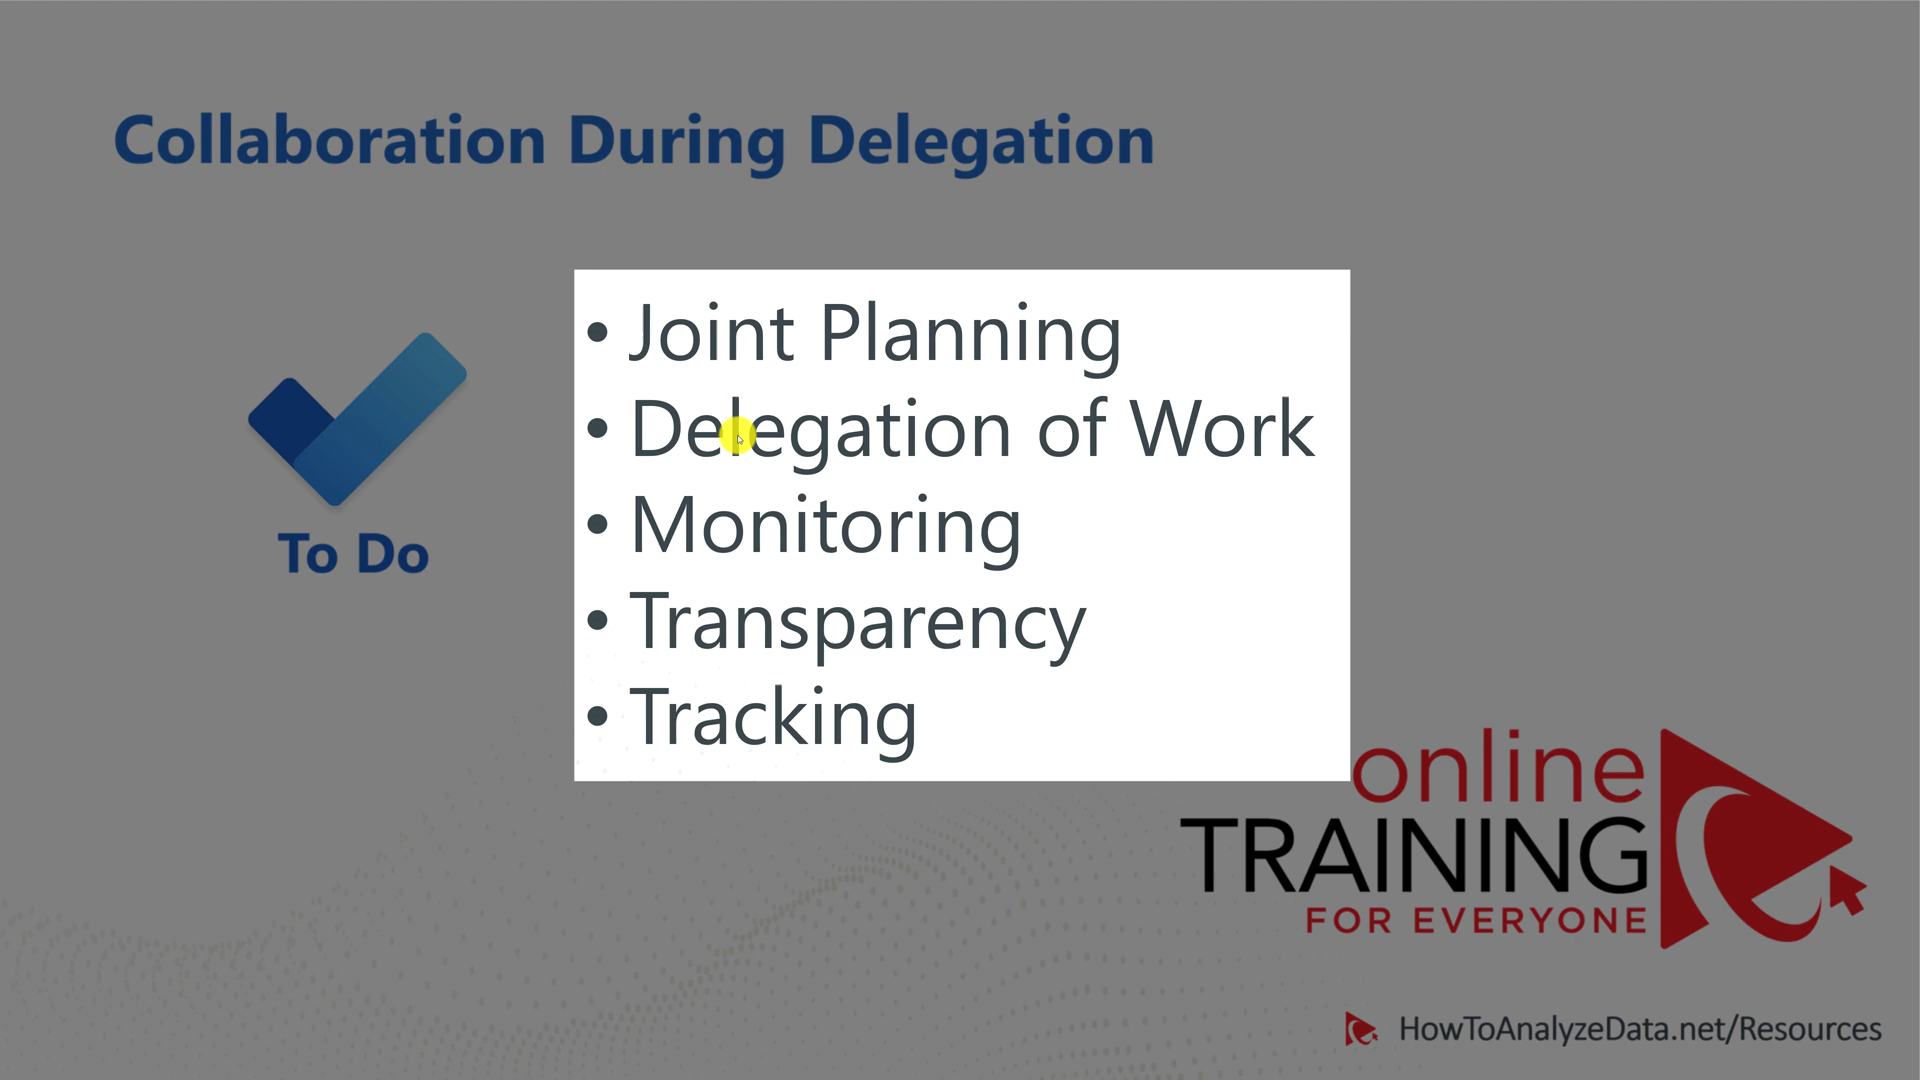 Collaboration During Delegation
• Joint Planning
• Delegation of Work
• Monitoring
• Transparency
• Tracking
To Do
online
TRAINING
FOR EVERYONE
HowToAnalyzeData.net/Resources